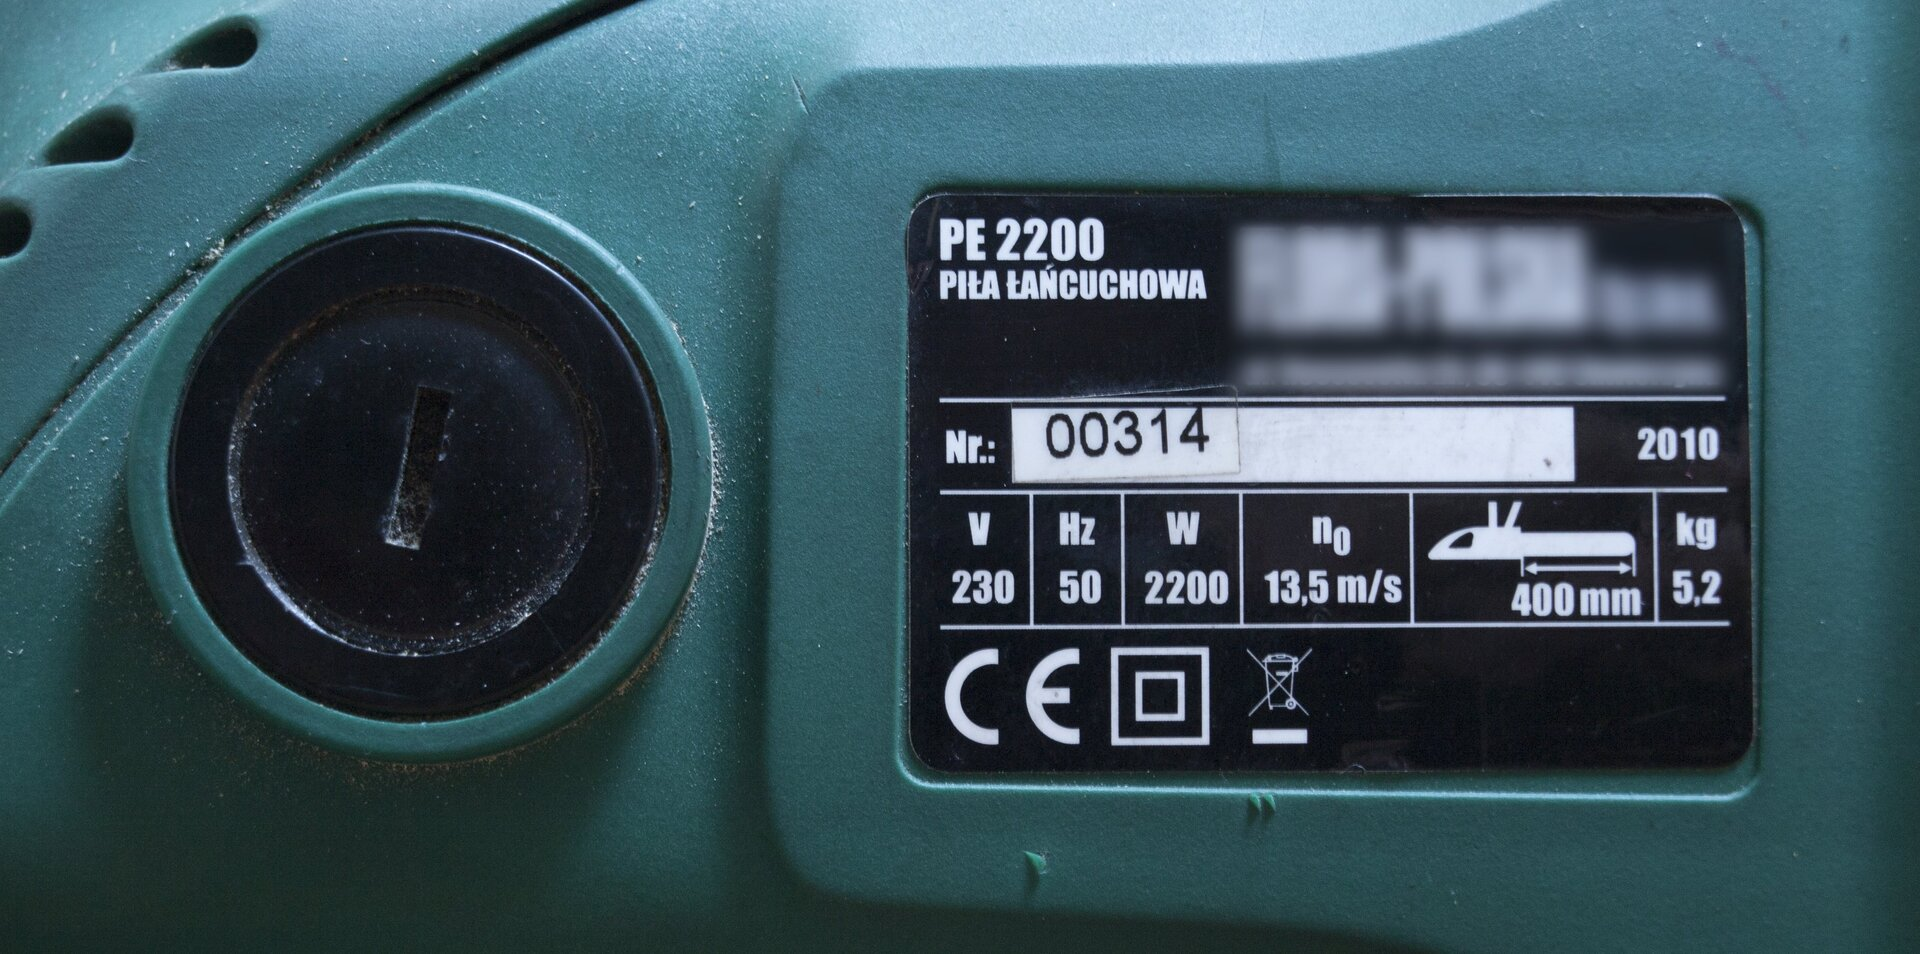 PE 2200
PIŁA ŁAŃCUCHOWA
Nr.: 00314 2010
V Hz W n0 kg
230 50 2200 13,5 m/s 400 mm 5,2
CE